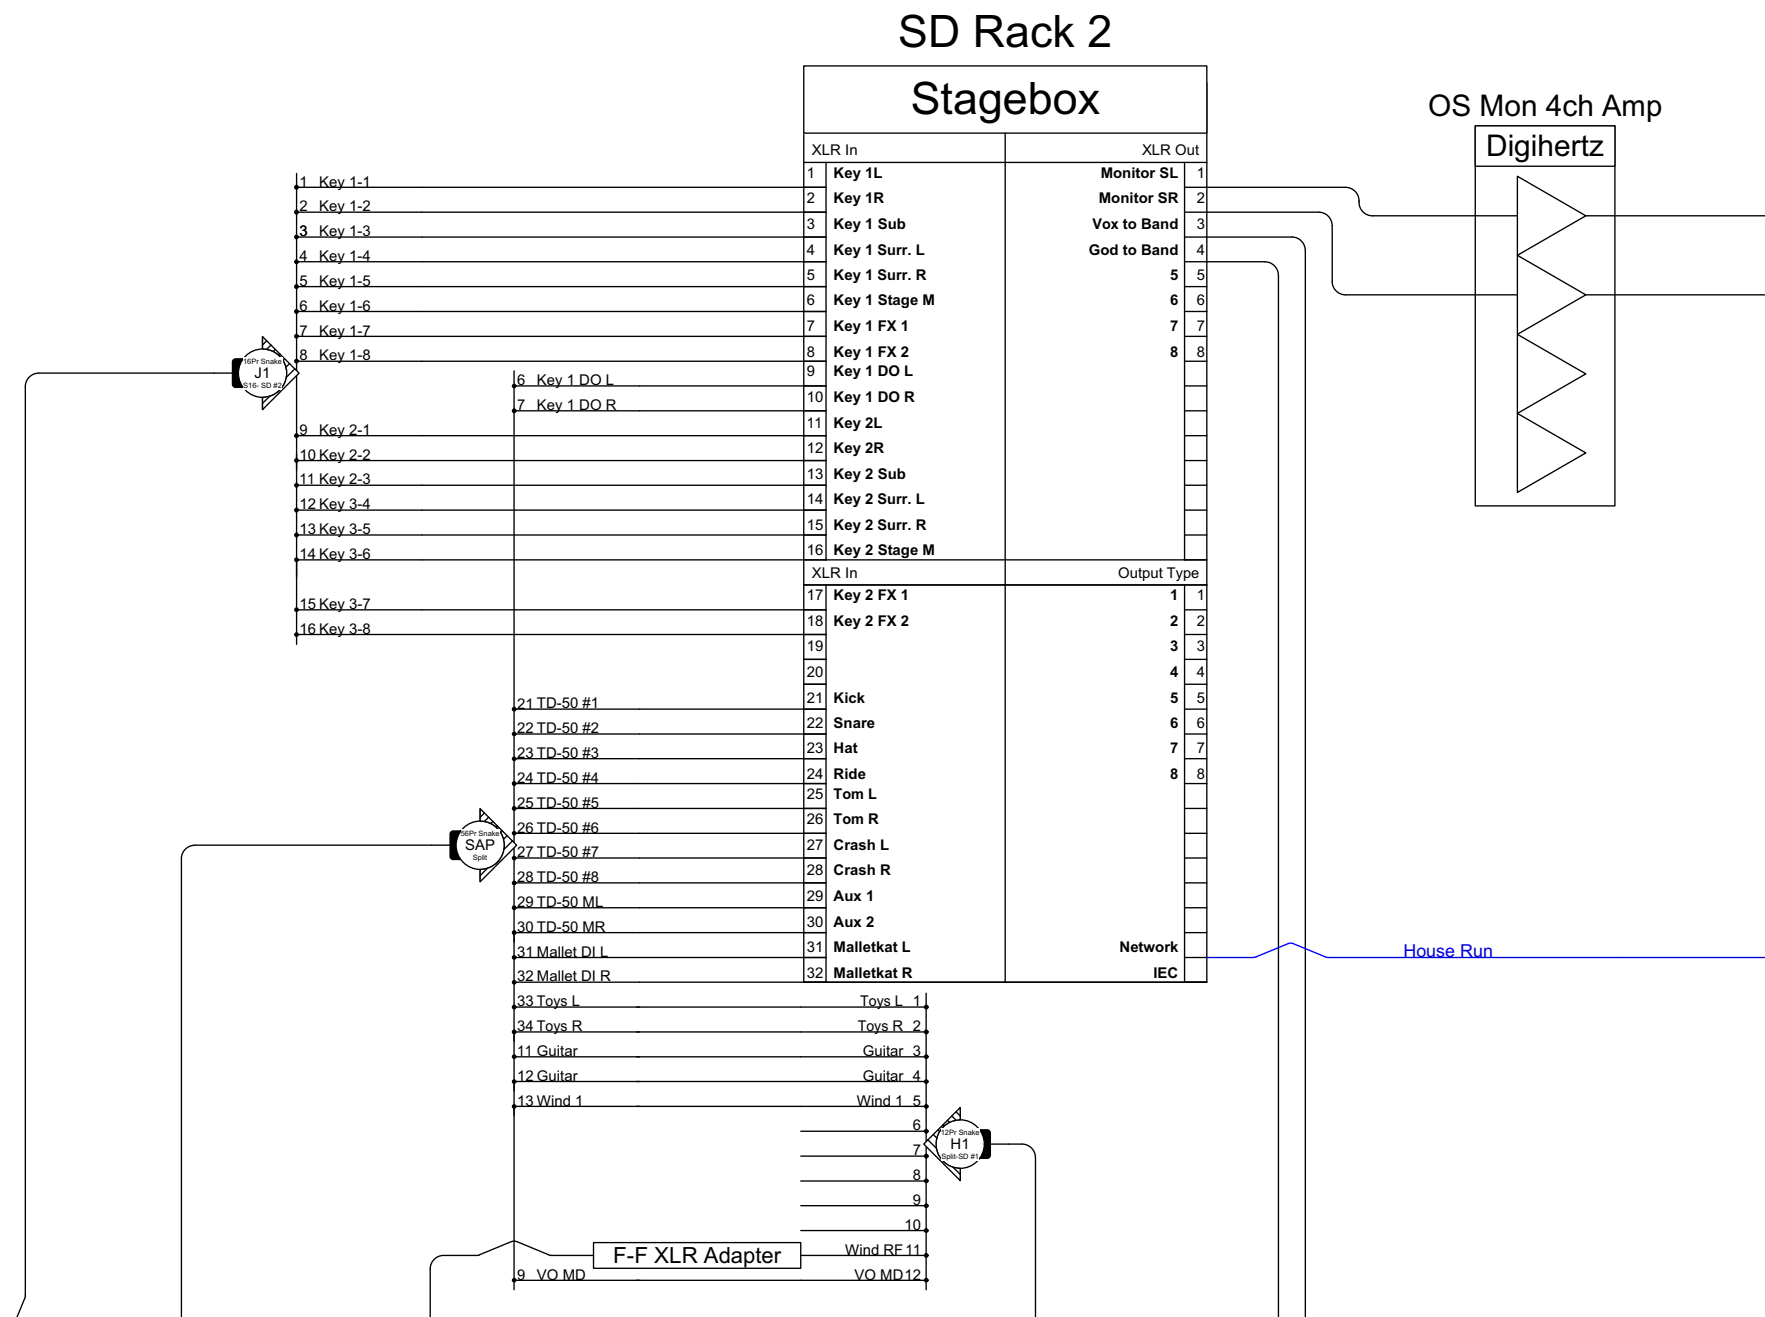 SD Rack 2
Stagebox
OS Mon 4ch Amp
Digihertz
XLR In XLR Out
1 Key 1L Monitor SL 1
2 Key 1R Monitor SR 2
3 Key 1 Sub Vox to Band 3
4 Key 1 Surr. L God to Band 4
5 Key 1 Surr. R 5 5
6 Key 1 Stage M 6 6
7 Key 1 FX 1 7 7
8 Key 1 FX 2 8 8
9 Key 1 DO L
10 Key 1 DO R
11 Key 2L
12 Key 2R
13 Key 2 Sub
14 Key 2 Surr. L
15 Key 2 Surr. R
16 Key 2 Stage M
XLR In Output Type
17 Key 2 FX 1 1 1
18 Key 2 FX 2 2 2
19 3 3
20 4 4
21 Kick 5 5
22 Snare 6 6
23 Hat 7 7
24 Ride 8 8
25 Tom L
26 Tom R
27 Crash L
28 Crash R
29 Aux 1
30 Aux 2
31 Malletkat L Network
32 Malletkat R IEC
House Run
1 Key 1-1
2 Key 1-2
3 Key 1-3
4 Key 1-4
5 Key 1-5
6 Key 1-6
7 Key 1-7
8 Key 1-8
16Pr Snake
J1
S16- SD #2
6 Key 1 DO L
7 Key 1 DO R
9 Key 2-1
10 Key 2-2
11 Key 2-3
12 Key 3-4
13 Key 3-5
14 Key 3-6
15 Key 3-7
16 Key 3-8
21 TD-50 #1
22 TD-50 #2
23 TD-50 #3
24 TD-50 #4
25 TD-50 #5
26 TD-50 #6
27 TD-50 #7
28 TD-50 #8
29 TD-50 ML
30 TD-50 MR
31 Mallet DI L
32 Mallet DI R
56Pr Snake
SAP
Split
33 Toys L Toys L 1
34 Toys R Toys R 2
11 Guitar Guitar 3
12 Guitar Guitar 4
13 Wind 1 Wind 1 5
6
7
8
9
10
F-F XLR Adapter Wind RF 11
9 VO MD VO MD 12
12Pr Snake
H1
Split-SD #1